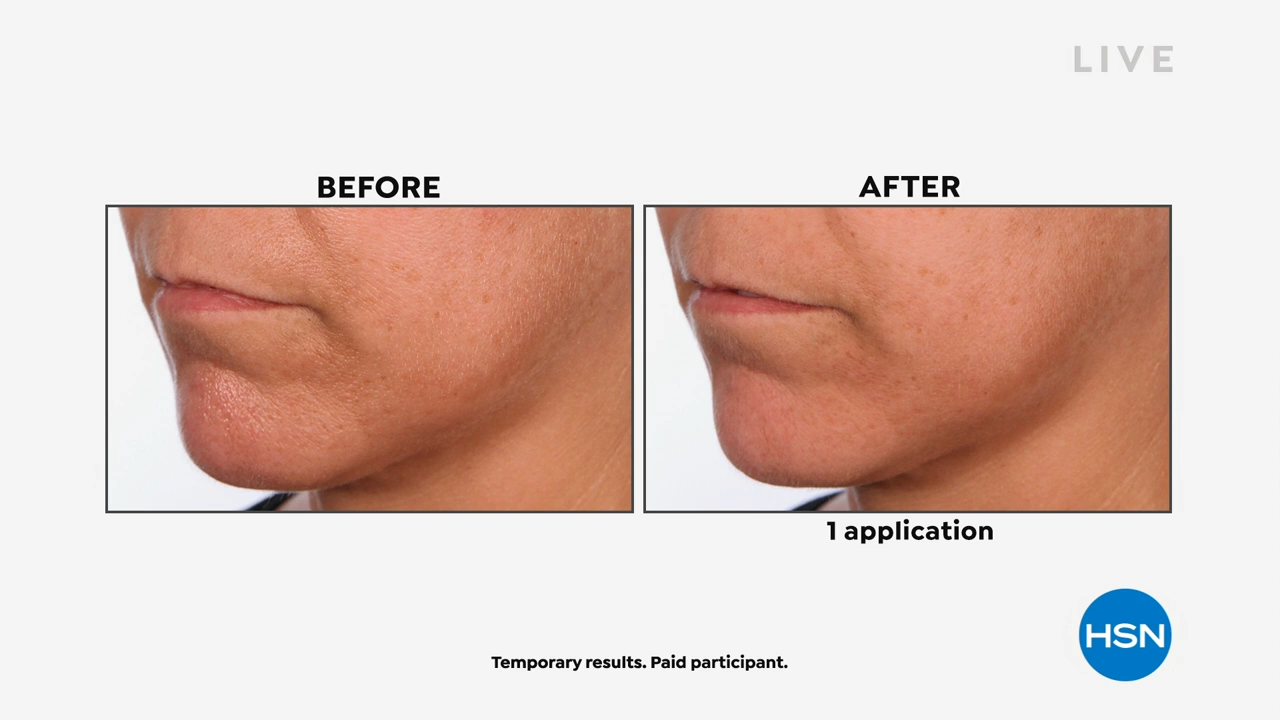 LIVE
BEFORE
AFTER
1 application
HSN
Temporary results. Paid participant.